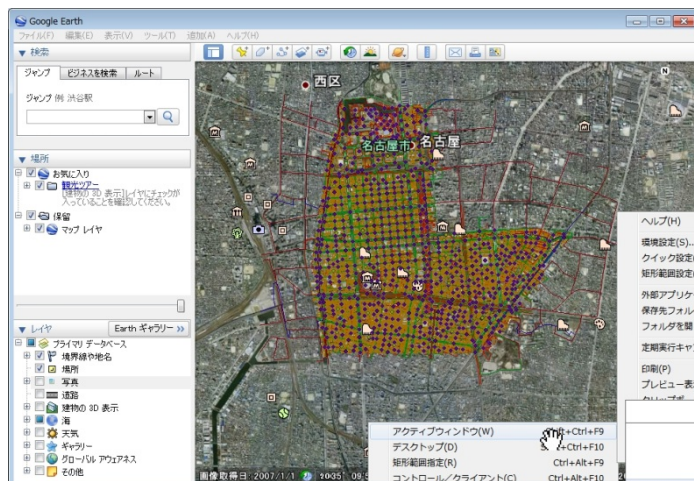 Google Earth
ファイル(F) 編集(E) 表示(V) ツール(T) 追加(A) ヘルプ(H)
検索
ジャンプ ビジネスを検索 ルート
ジャンプ 例: 渋谷駅
場所
お気に入り
観光ツアー
[建物の 3D 表示]レイヤにチェックが
入っていることを確認してください。
保留
マップ レイヤ
レイヤ Earth ギャラリー >>
プライマリ データベース
境界線や地名
場所
写真
道路
建物の 3D 表示
海
天気
ギャラリー
グローバル アウェアネス
その他
N
西区
名古屋市 名古屋
ヘルプ(H)
環境設定(S)...
クイック設定(
矩形範囲設定(
外部アプリケ
保存先フォル
フォルダを開
定期実行キャ
印刷(P)
プレビュー表
アクティブウィンドウ(W) +Ctrl+F9
デスクトップ(D) +Ctrl+F10
矩形範囲指定(R) Ctrl+Alt+F9
コントロール／クライアント(C) Ctrl+Alt+F10
画像取得日: 2007/1/1